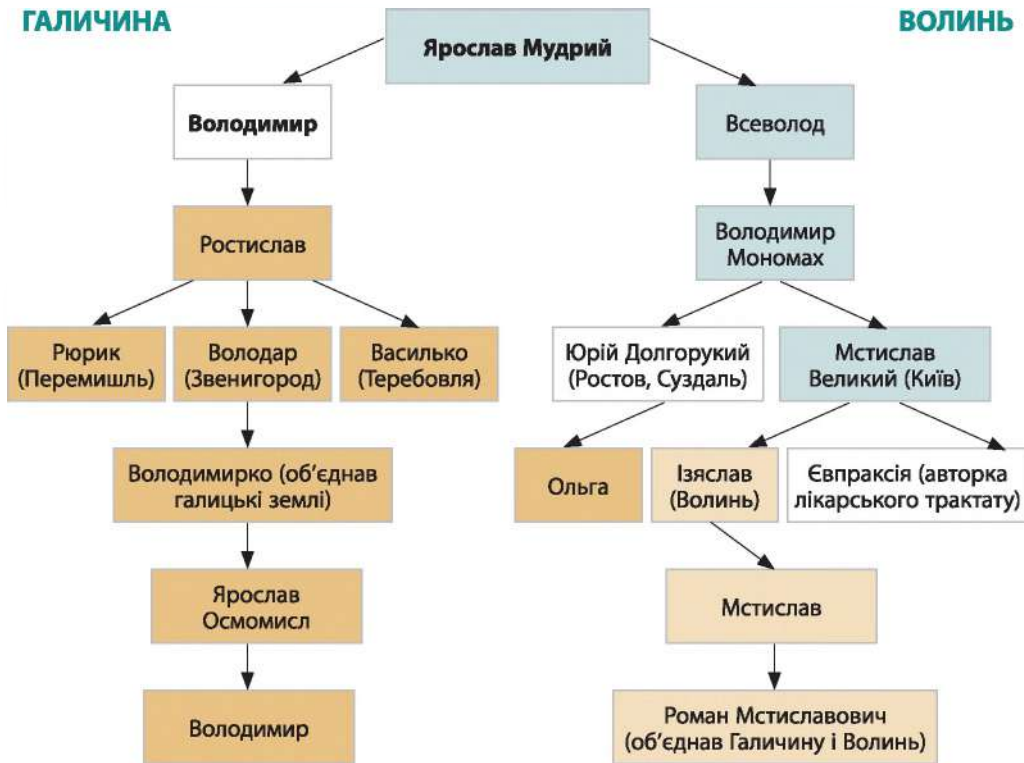 ГАЛИЧИНА
ВОЛИНЬ
Ярослав Мудрий
Володимир
Всеволод
Ростислав
Володимир
Мономах
Рюрик
(Перемишль)
Володар
(Звенигород)
Василько
(Теребовля)
Юрій Долгорукий
(Ростов, Суздаль)
Мстислав
Великий (Київ)
Володимирко (об’єднав
галицькі землі)
Ольга
Ізяслав
(Волинь)
Євпраксія (авторка
лікарського трактату)
Ярослав
Осмомисл
Мстислав
Володимир
Роман Мстиславович
(об’єднав Галичину і Волинь)